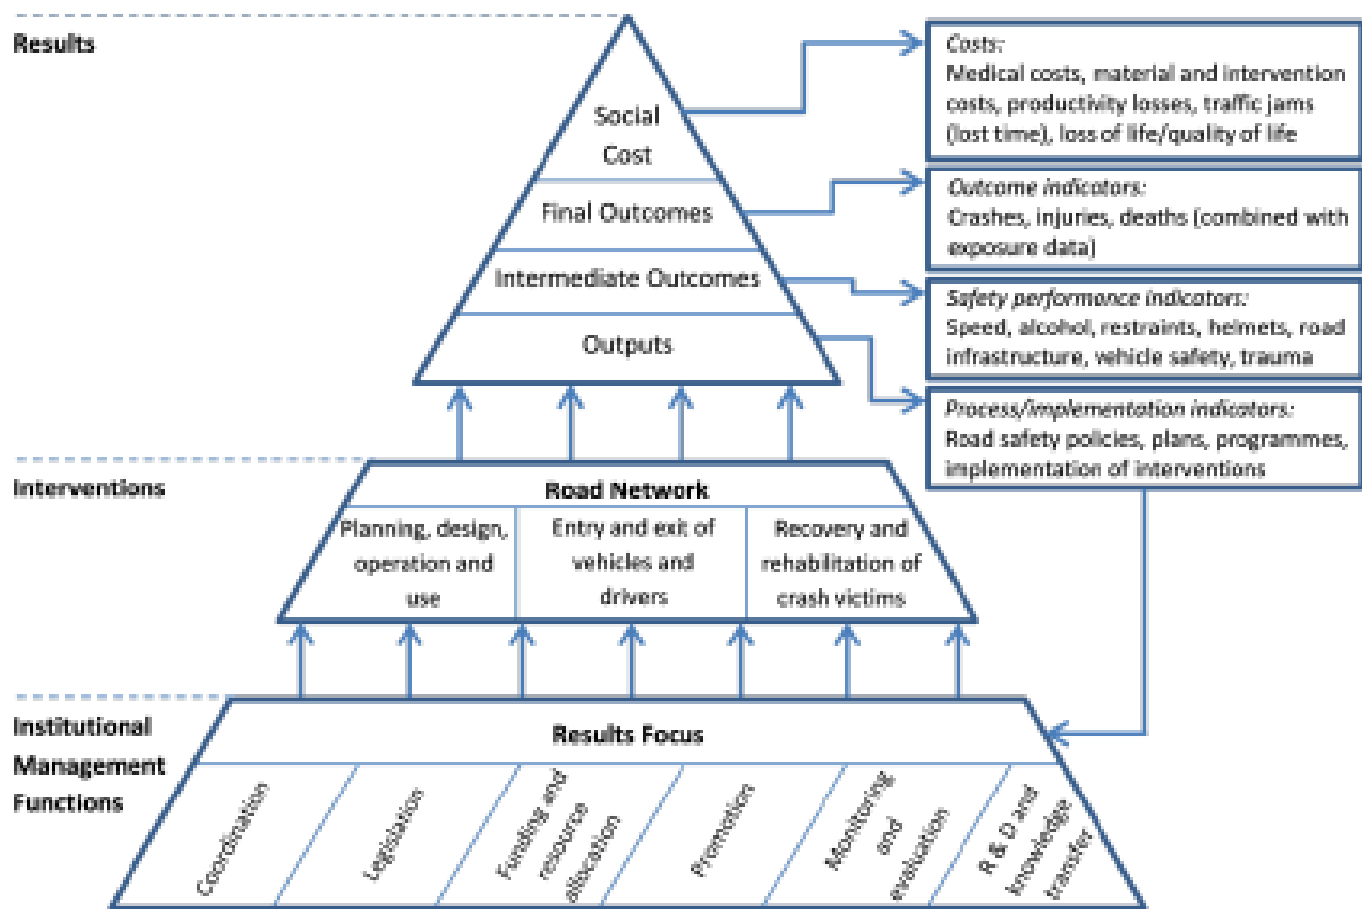 Results
Social
Cost
Final Outcomes
Intermediate Outcomes
Outputs
Costs:
Medical costs, material and intervention
costs, productivity losses, traffic jams
(lost time), loss of life/quality of life
Outcome indicators:
Crashes, injuries, deaths (combined with
exposure data)
Safety performance indicators:
Speed, alcohol, restraints, helmets, road
infrastructure, vehicle safety, trauma
Process/implementation indicators:
Road safety policies, plans, programmes,
implementation of interventions
Interventions
Road Network
Planning, design,
operation and
use
Entry and exit of
vehicles and
drivers
Recovery and
rehabilitation of
crash victims
Institutional
Management
Functions
Results Focus
Coordination
Legislation
Funding and
resource
allocation
Promotion
Monitoring
and
evaluation
R & D and
knowledge
transfer